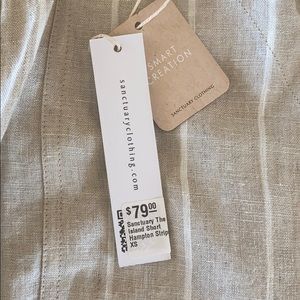 SMART
CREATION
SANCTUARY CLOTHING
sanctuaryclothing.com
$79.00
Sanctuary The
Island Short
Hampton Strip
XS